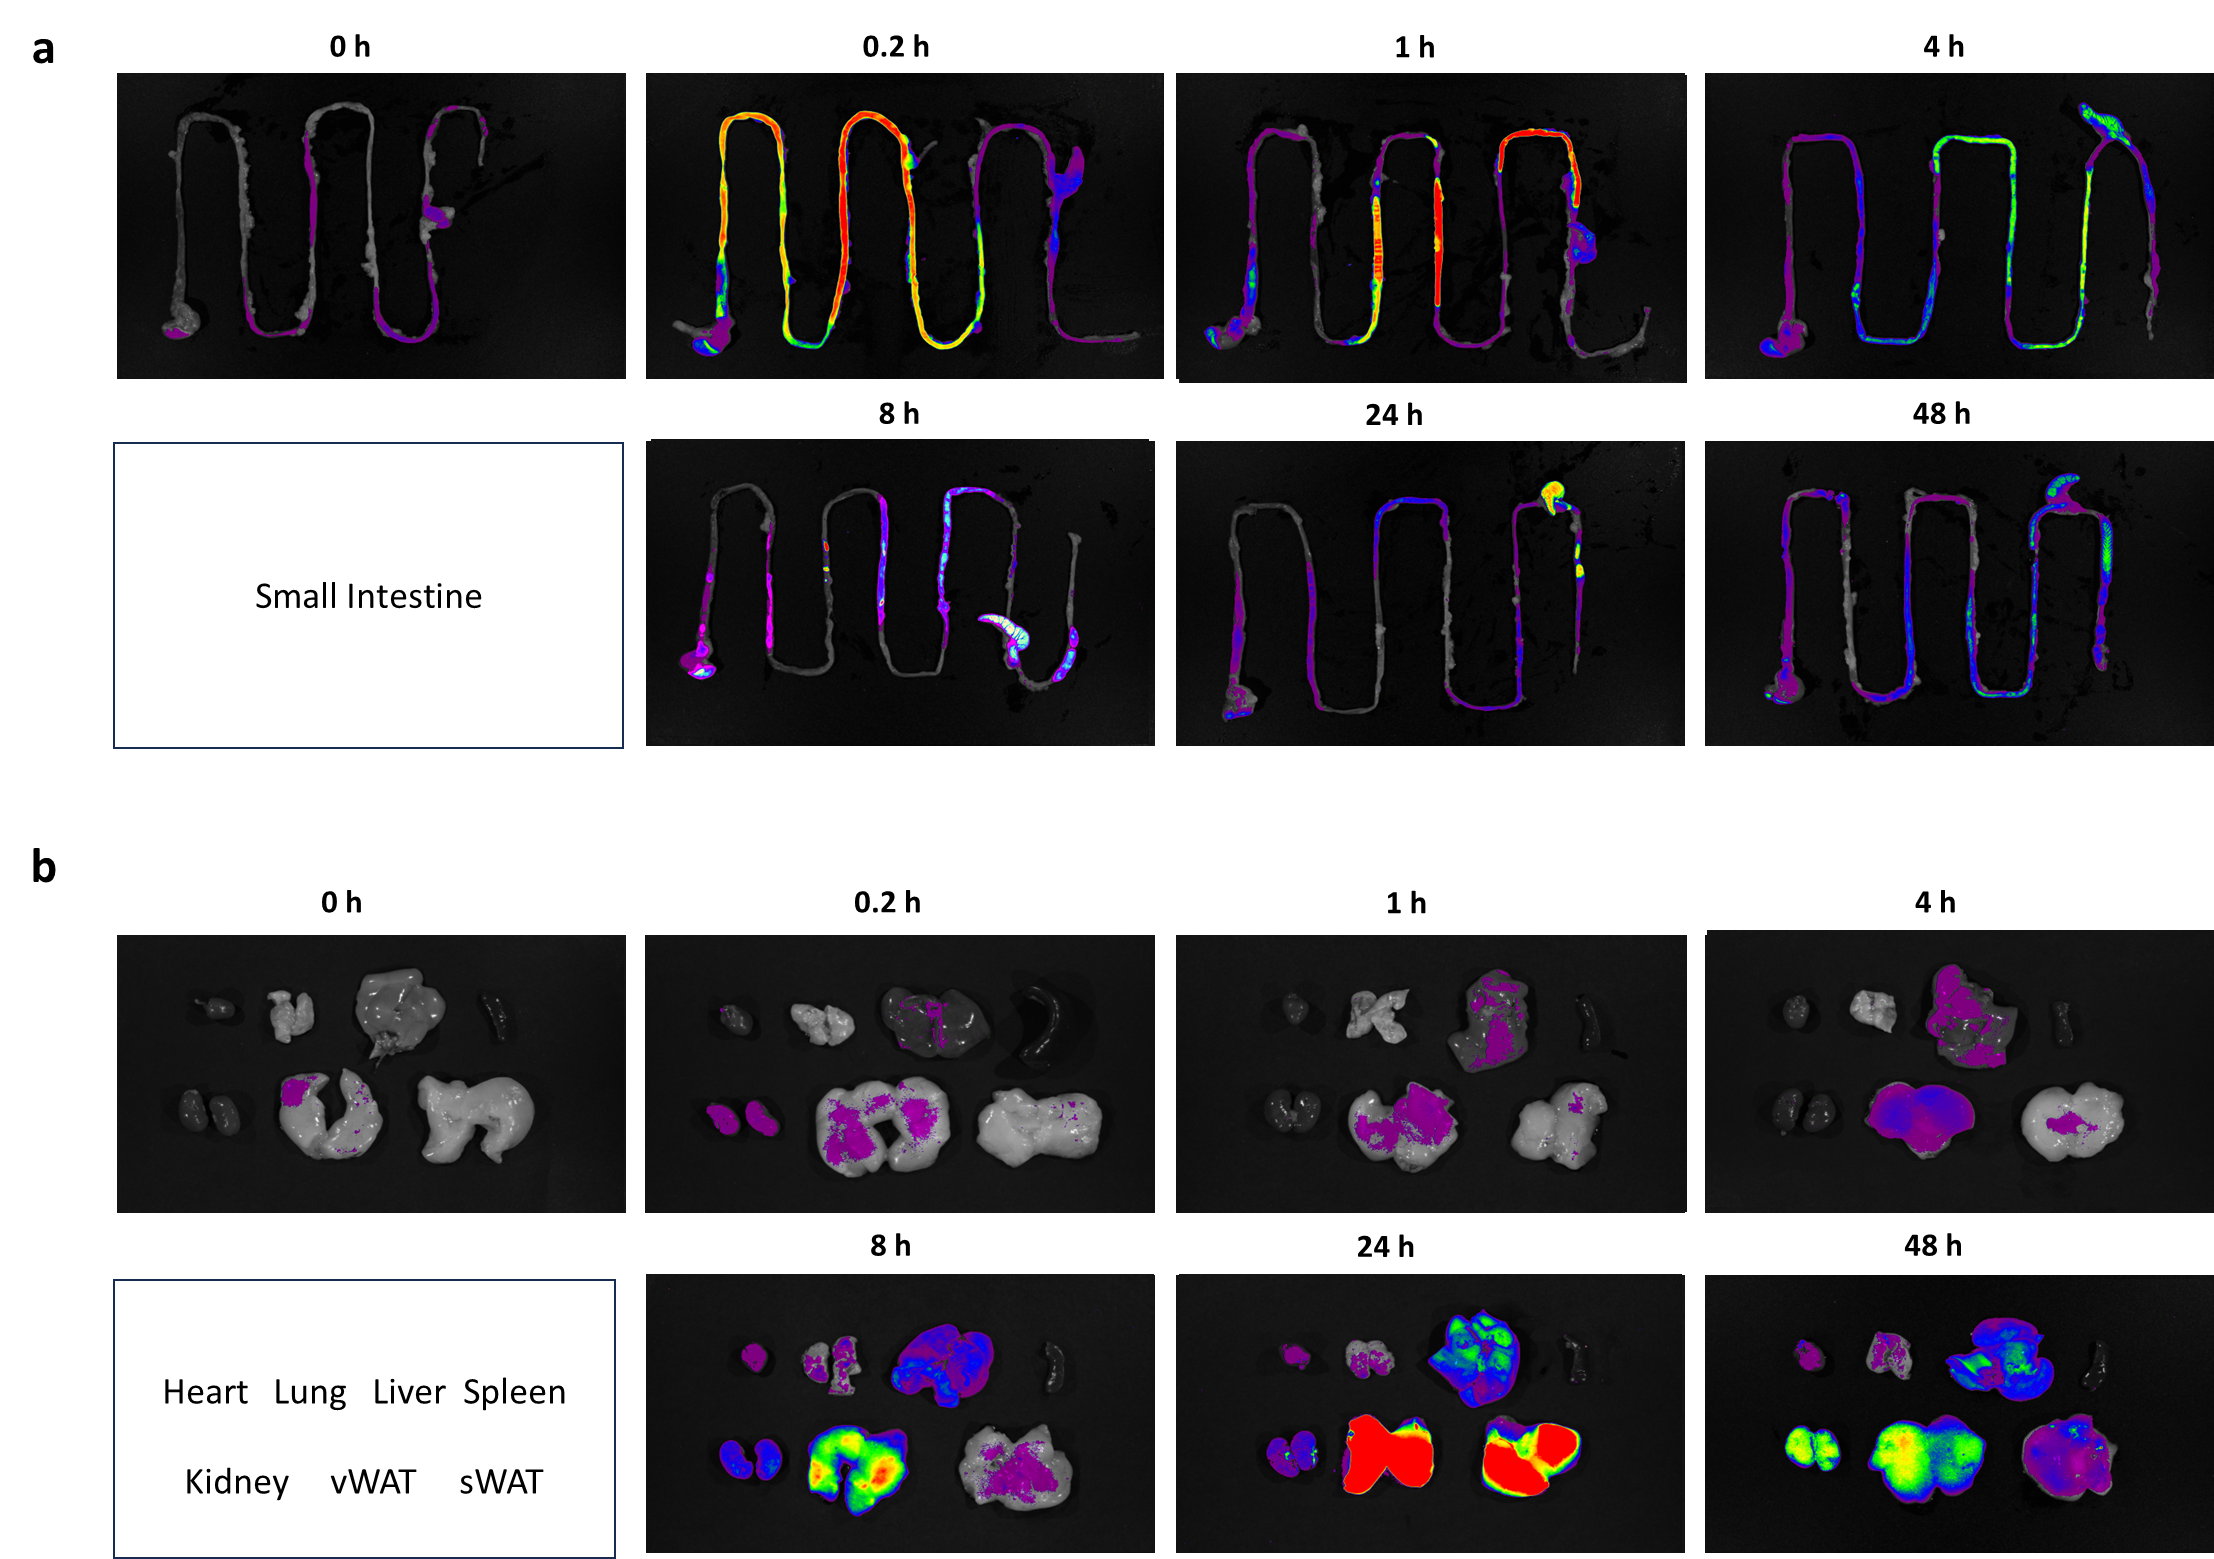 a
0 h 0.2 h 1 h 4 h
8 h 24 h 48 h
Small Intestine
b
0 h 0.2 h 1 h 4 h
8 h 24 h 48 h
Heart Lung Liver Spleen
Kidney vWAT sWAT